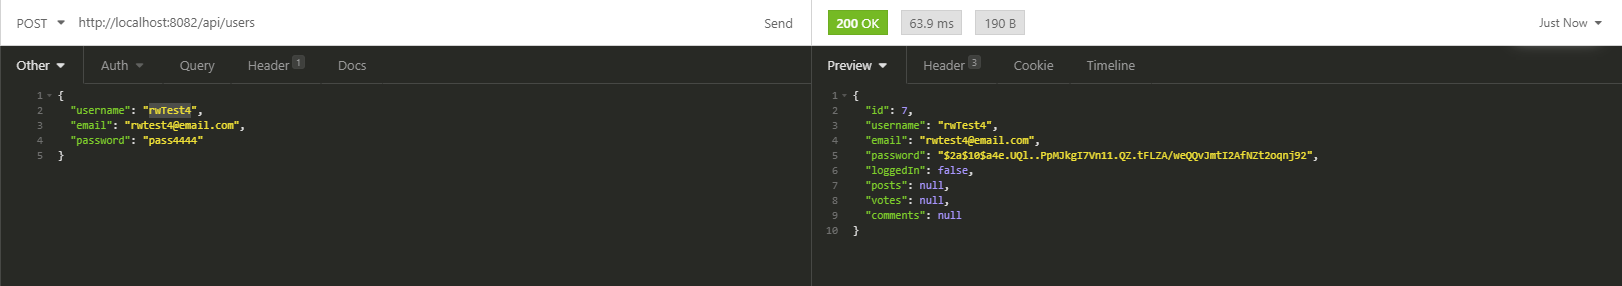 POST http://localhost:8082/api/users Send
Other Auth Query Header 1 Docs
1 {
2 "username": "rwTest4",
3 "email": "rwtest4@email.com",
4 "password": "pass4444"
5 }
200 OK 63.9 ms 190 B Just Now
Preview Header 3 Cookie Timeline
1 {
2 "id": 7,
3 "username": "rwTest4",
4 "email": "rwtest4@email.com",
5 "password": "$2a$10$a4e.UQl..PpMJkgI7Vn11.QZ.tFLZA/weQQvJmtI2AfNZt2oqnj92",
6 "loggedIn": false,
7 "posts": null,
8 "votes": null,
9 "comments": null
10 }